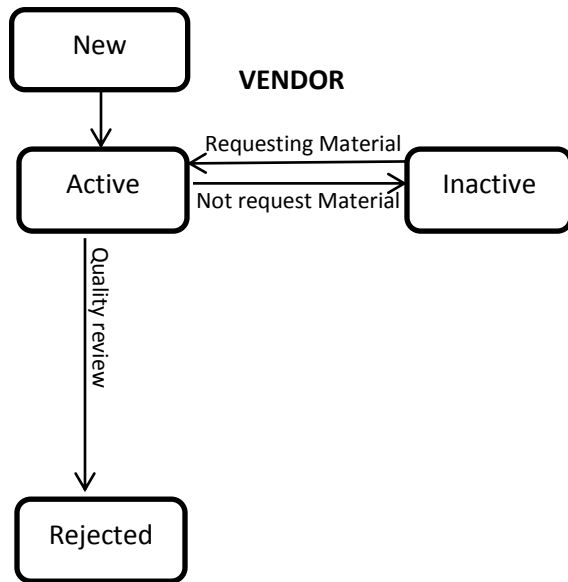 New
VENDOR
Requesting Material
Active
Inactive
Not request Material
Quality review
Rejected